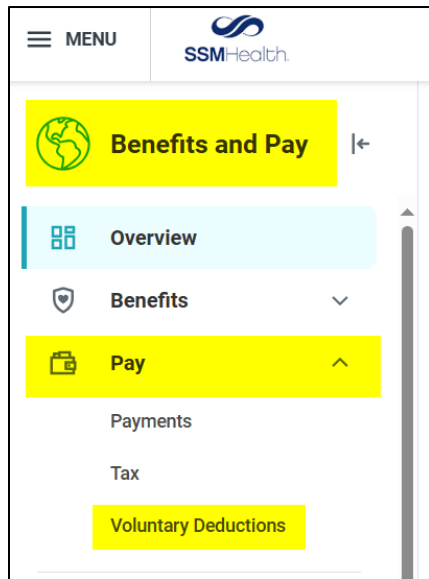 MENU
SSMHealth.
Benefits and Pay
Overview
Benefits
Pay
Payments
Tax
Voluntary Deductions